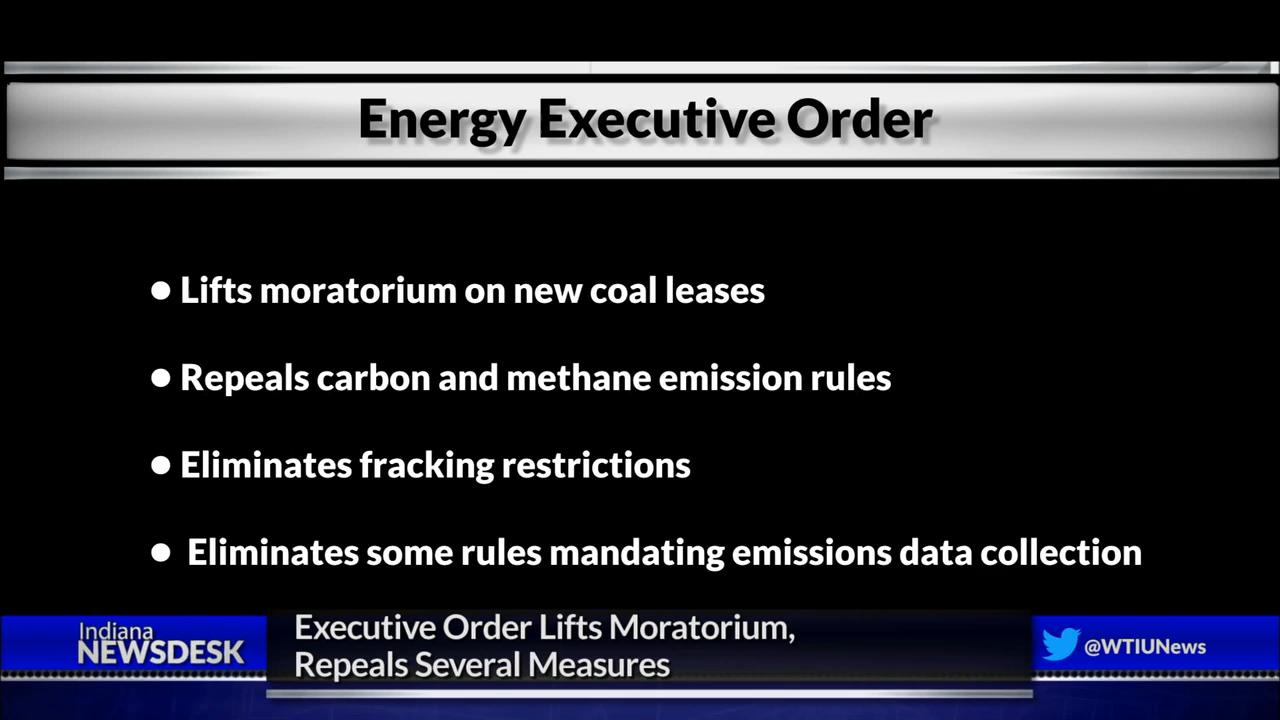 Energy Executive Order
● Lifts moratorium on new coal leases
● Repeals carbon and methane emission rules
● Eliminates fracking restrictions
● Eliminates some rules mandating emissions data collection
Indiana
NEWSDESK
Executive Order Lifts Moratorium,
Repeals Several Measures
@WTIUNews